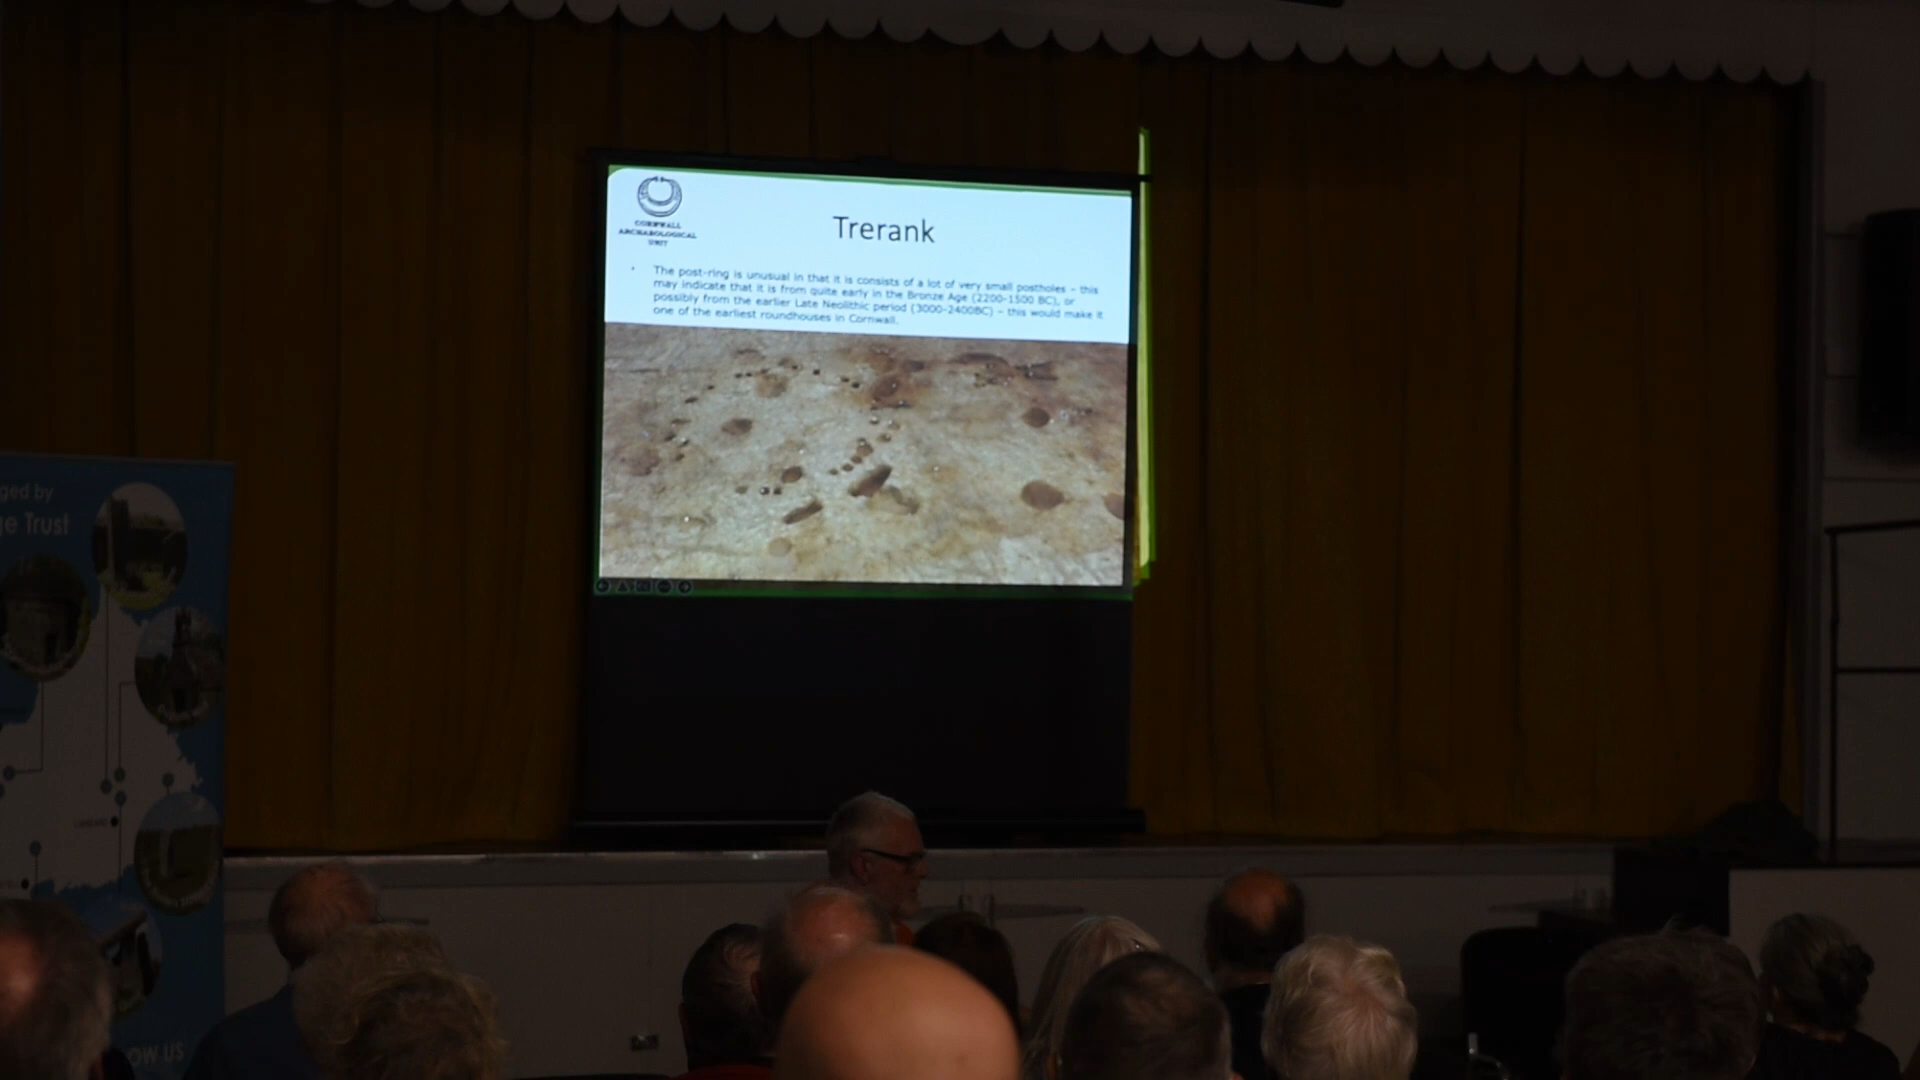 CORNWALL
ARCHAEOLOGICAL
UNIT
Trerank
• The post-ring is unusual in that it is consists of a lot of very small postholes – this
may indicate that it is from quite early in the Bronze Age (2200-1500 BC), or
possibly from the earlier Late Neolithic period (3000-2400BC) – this would make it
one of the earliest roundhouses in Cornwall.
ged by
ge Trust
OW US